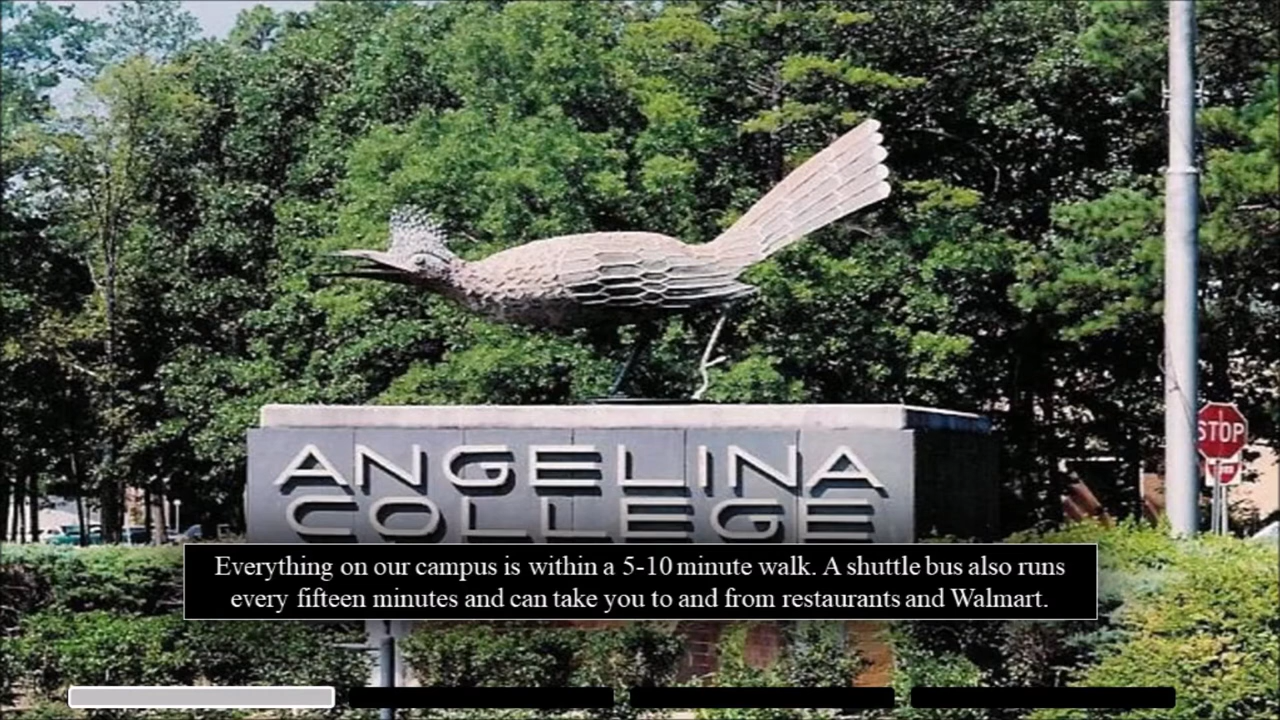 STOP
ANGELINA
COLLEGE
Everything on our campus is within a 5-10 minute walk. A shuttle bus also runs
every fifteen minutes and can take you to and from restaurants and Walmart.